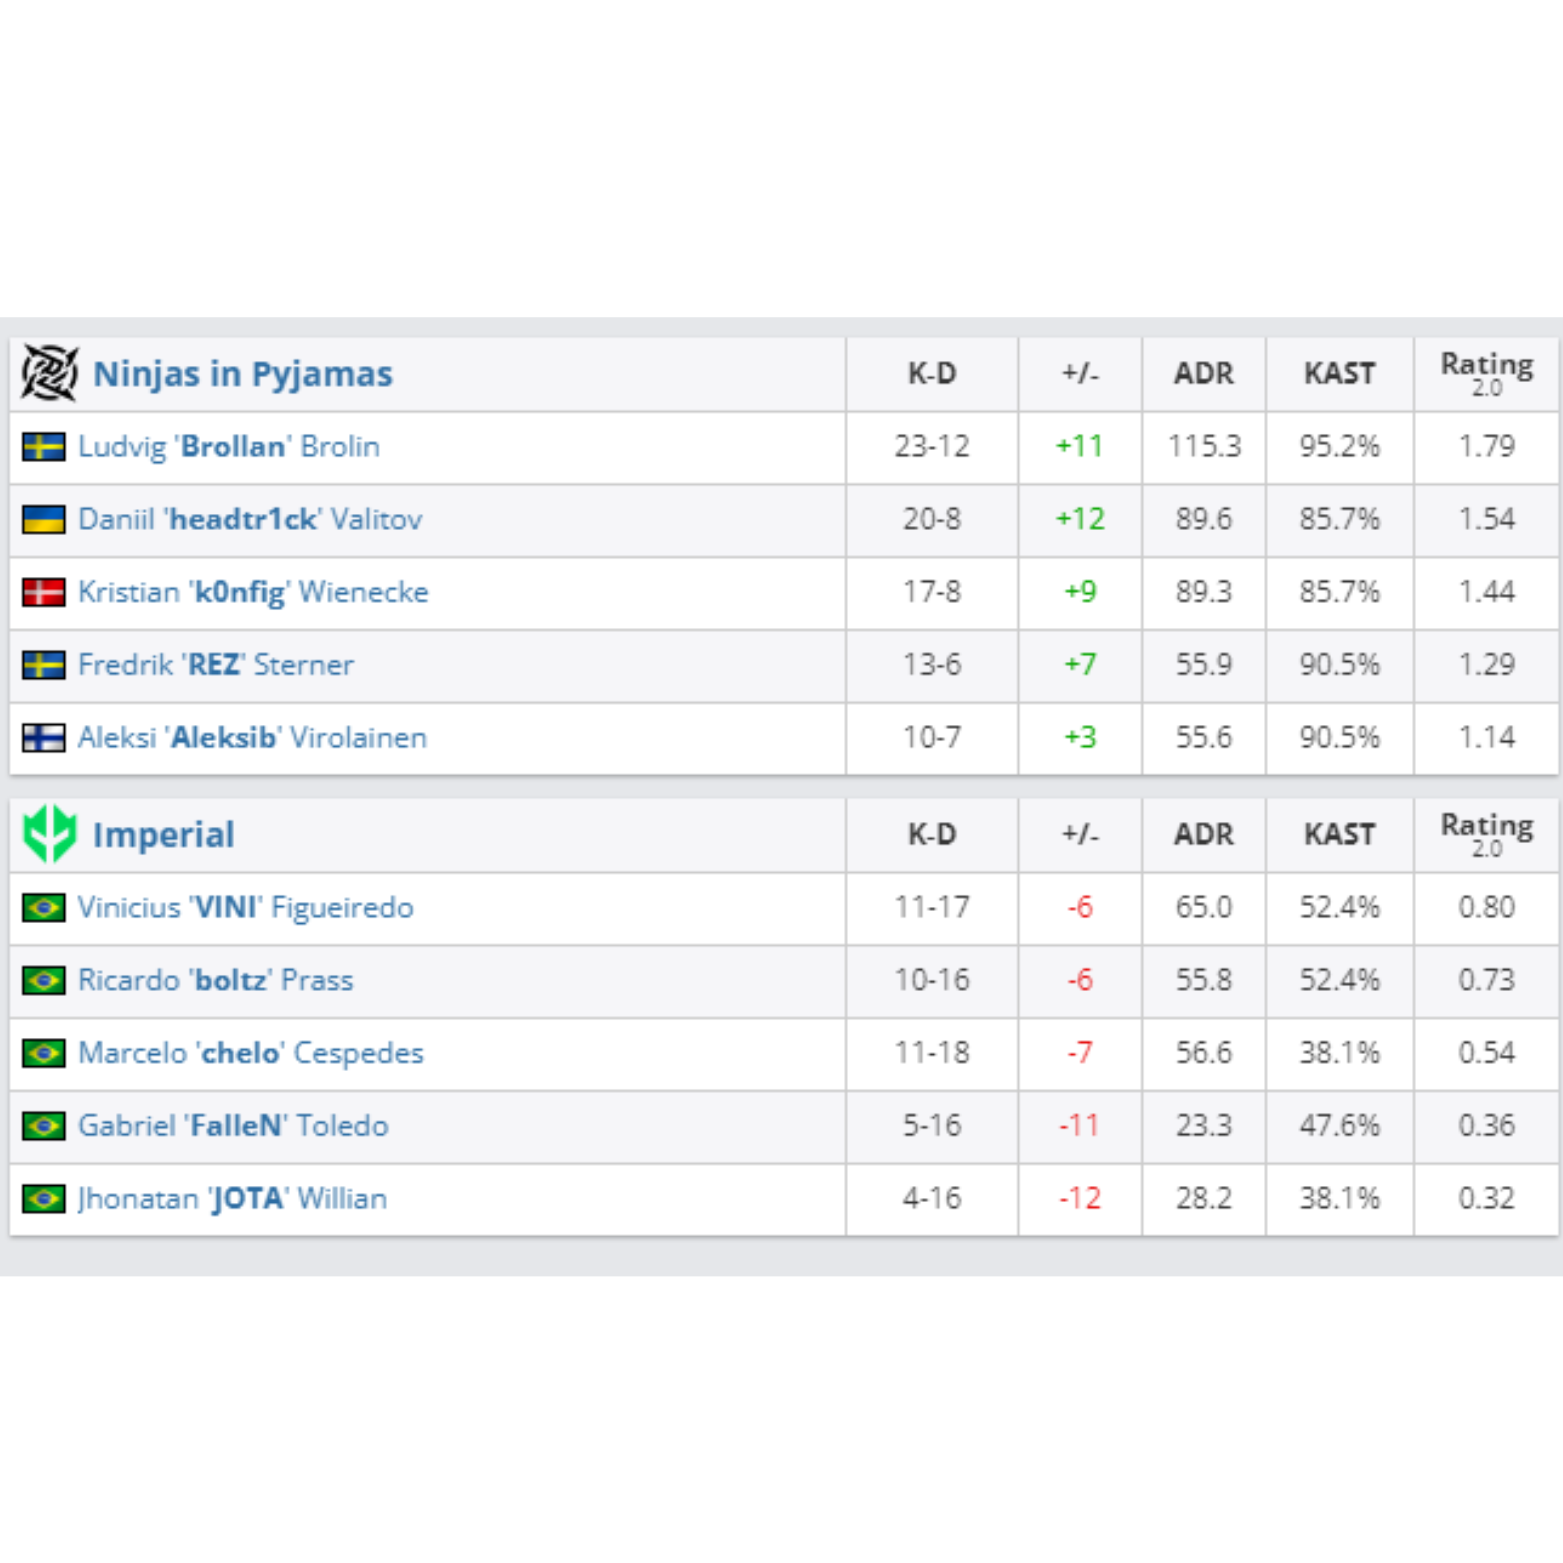 Ninjas in Pyjamas K-D +/- ADR KAST Rating 2.0
Ludvig 'Brollan' Brolin 23-12 +11 115.3 95.2% 1.79
Daniil 'headtr1ck' Valitov 20-8 +12 89.6 85.7% 1.54
Kristian 'k0nfig' Wienecke 17-8 +9 89.3 85.7% 1.44
Fredrik 'REZ' Sterner 13-6 +7 55.9 90.5% 1.29
Aleksi 'Aleksib' Virolainen 10-7 +3 55.6 90.5% 1.14
Imperial K-D +/- ADR KAST Rating 2.0
Vinicius 'VINI' Figueiredo 11-17 -6 65.0 52.4% 0.80
Ricardo 'boltz' Prass 10-16 -6 55.8 52.4% 0.73
Marcelo 'chelo' Cespedes 11-18 -7 56.6 38.1% 0.54
Gabriel 'FalleN' Toledo 5-16 -11 23.3 47.6% 0.36
Jhonatan 'JOTA' Willian 4-16 -12 28.2 38.1% 0.32